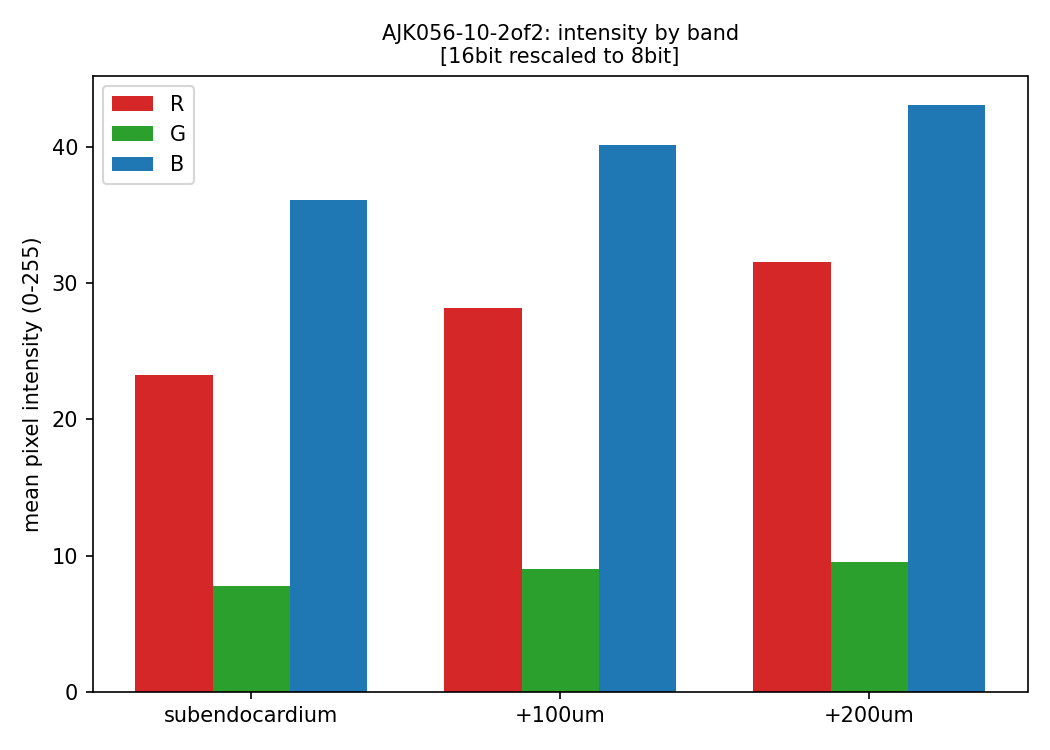 AJK056-10-2of2: intensity by band
[16bit rescaled to 8bit]
R
G
B
mean pixel intensity (0-255)
40
30
20
10
0
subendocardium
+100um
+200um